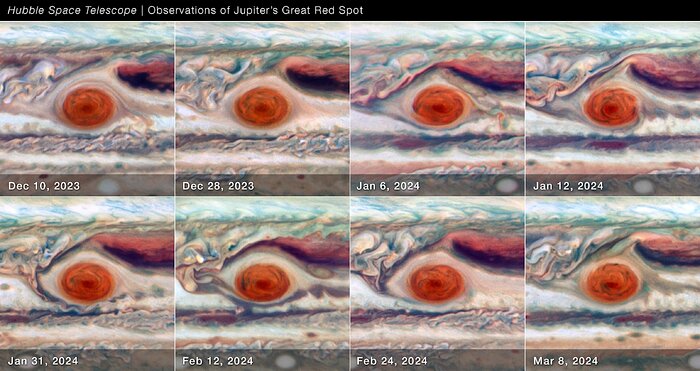 Hubble Space Telescope | Observations of Jupiter's Great Red Spot
Dec 10, 2023
Dec 28, 2023
Jan 6, 2024
Jan 12, 2024
Jan 31, 2024
Feb 12, 2024
Feb 24, 2024
Mar 8, 2024